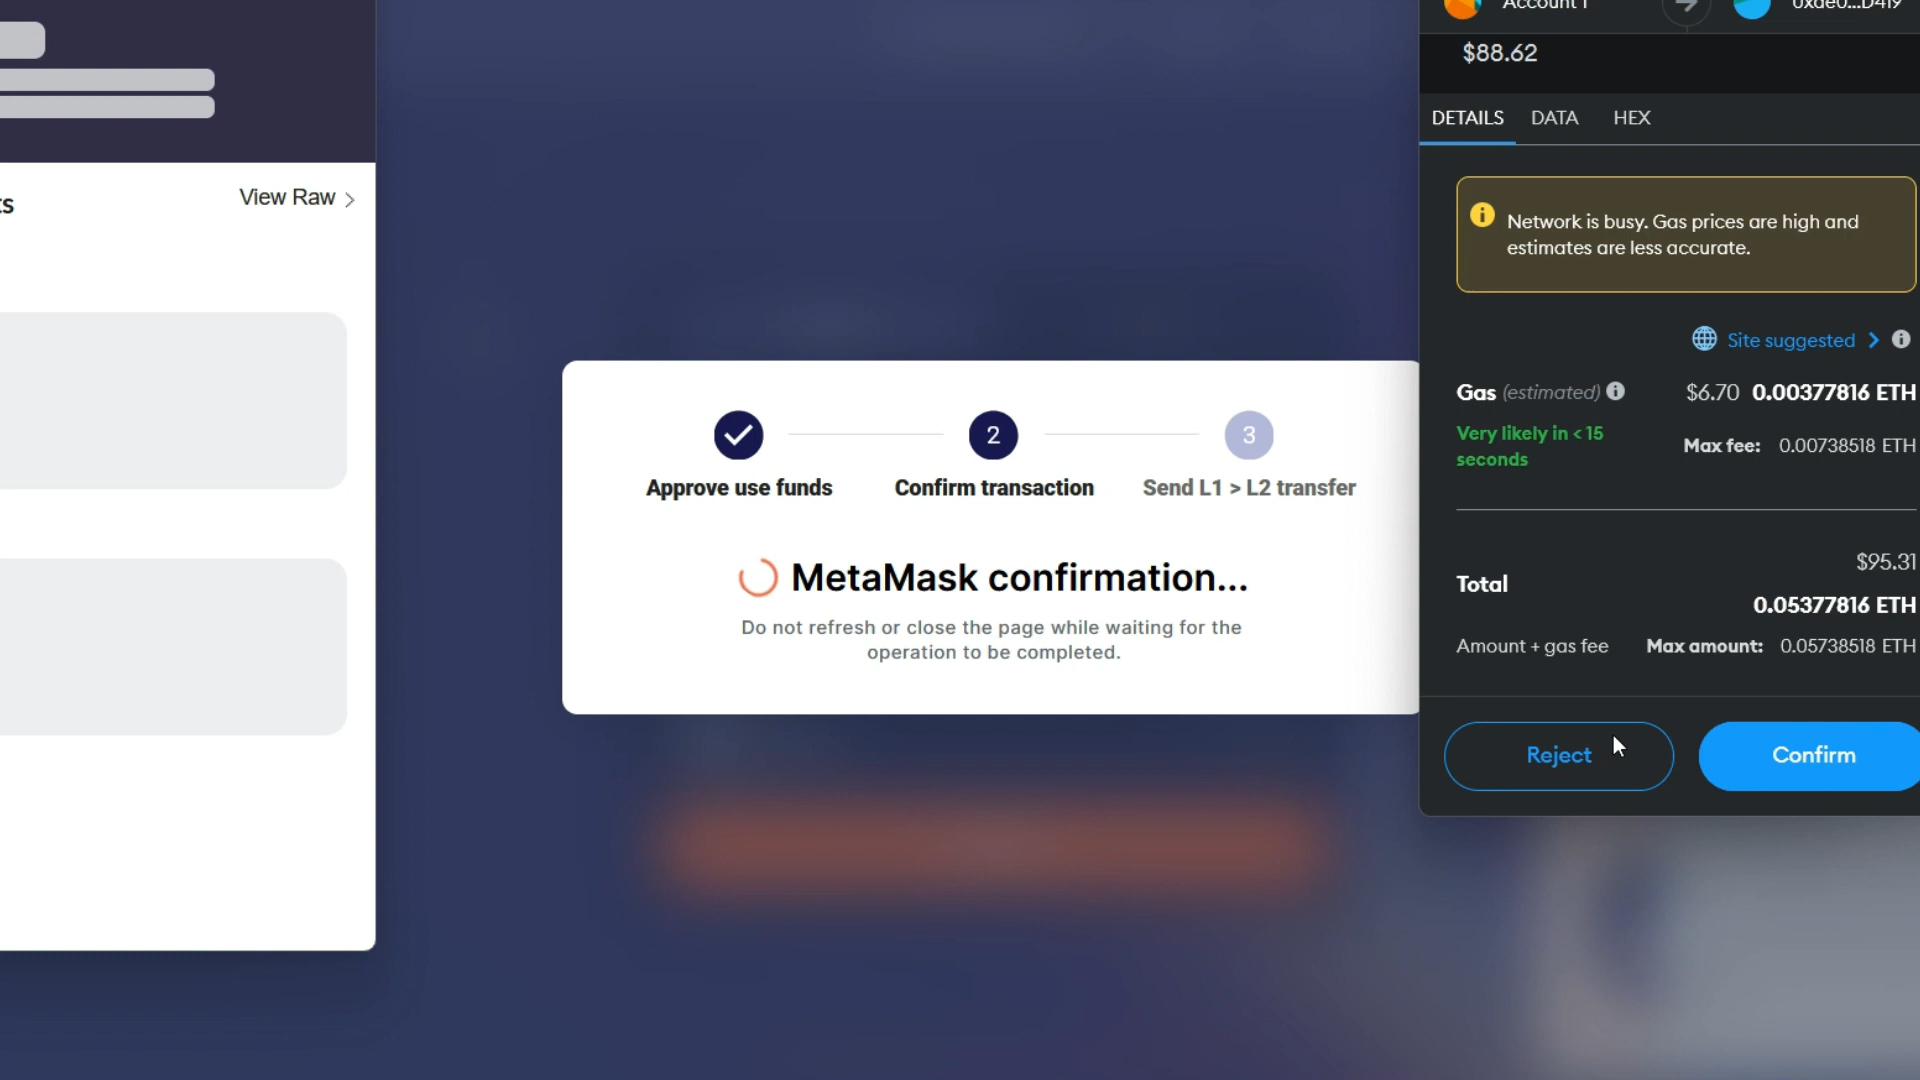 View Raw >
Approve use funds
2
Confirm transaction
3
Send L1 > L2 transfer
MetaMask confirmation...
Do not refresh or close the page while waiting for the
operation to be completed.
Account 1
$88.62
DETAILS DATA HEX
Network is busy. Gas prices are high and
estimates are less accurate.
Site suggested >
Gas (estimated) $6.70 0.00377816 ETH
Very likely in < 15
seconds
Max fee: 0.00738518 ETH
$95.31
Total
0.05377816 ETH
Amount + gas fee Max amount: 0.05738518 ETH
Reject Confirm